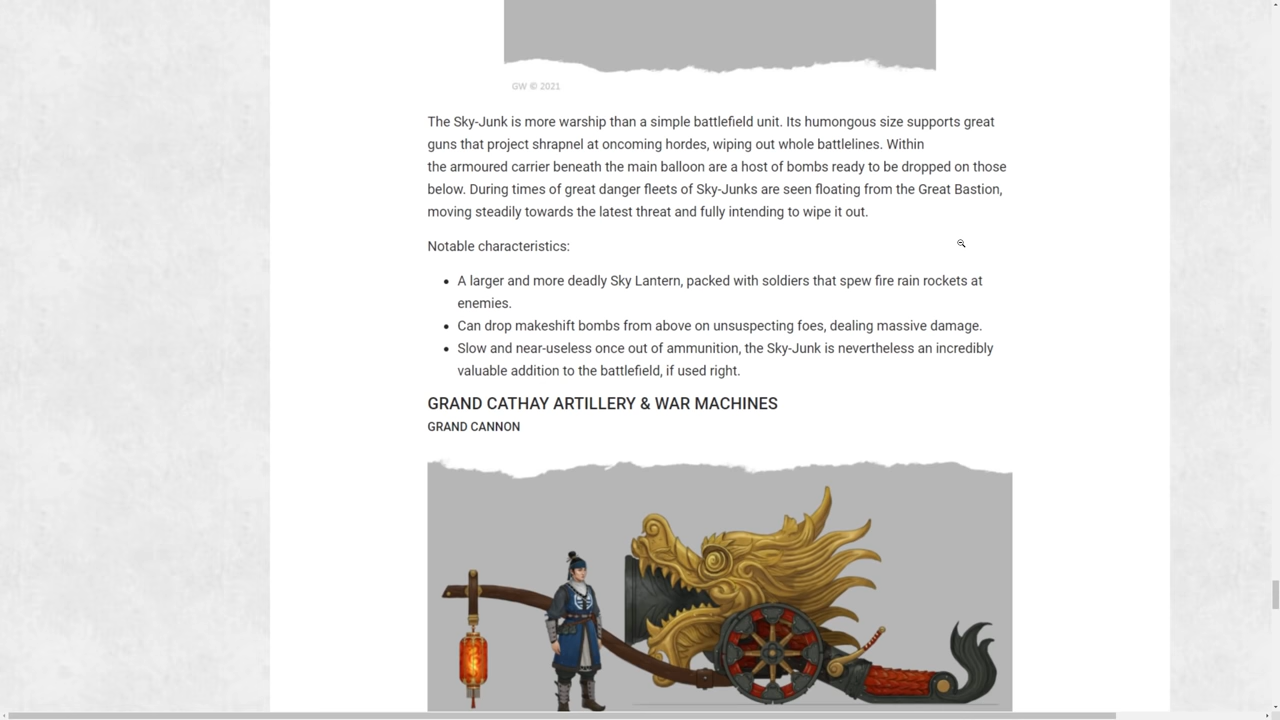 GW © 2021
The Sky-Junk is more warship than a simple battlefield unit. Its humongous size supports great
guns that project shrapnel at oncoming hordes, wiping out whole battlelines. Within
the armoured carrier beneath the main balloon are a host of bombs ready to be dropped on those
below. During times of great danger fleets of Sky-Junks are seen floating from the Great Bastion,
moving steadily towards the latest threat and fully intending to wipe it out.
Notable characteristics:
• A larger and more deadly Sky Lantern, packed with soldiers that spew fire rain rockets at
enemies.
• Can drop makeshift bombs from above on unsuspecting foes, dealing massive damage.
• Slow and near-useless once out of ammunition, the Sky-Junk is nevertheless an incredibly
valuable addition to the battlefield, if used right.
GRAND CATHAY ARTILLERY & WAR MACHINES
GRAND CANNON